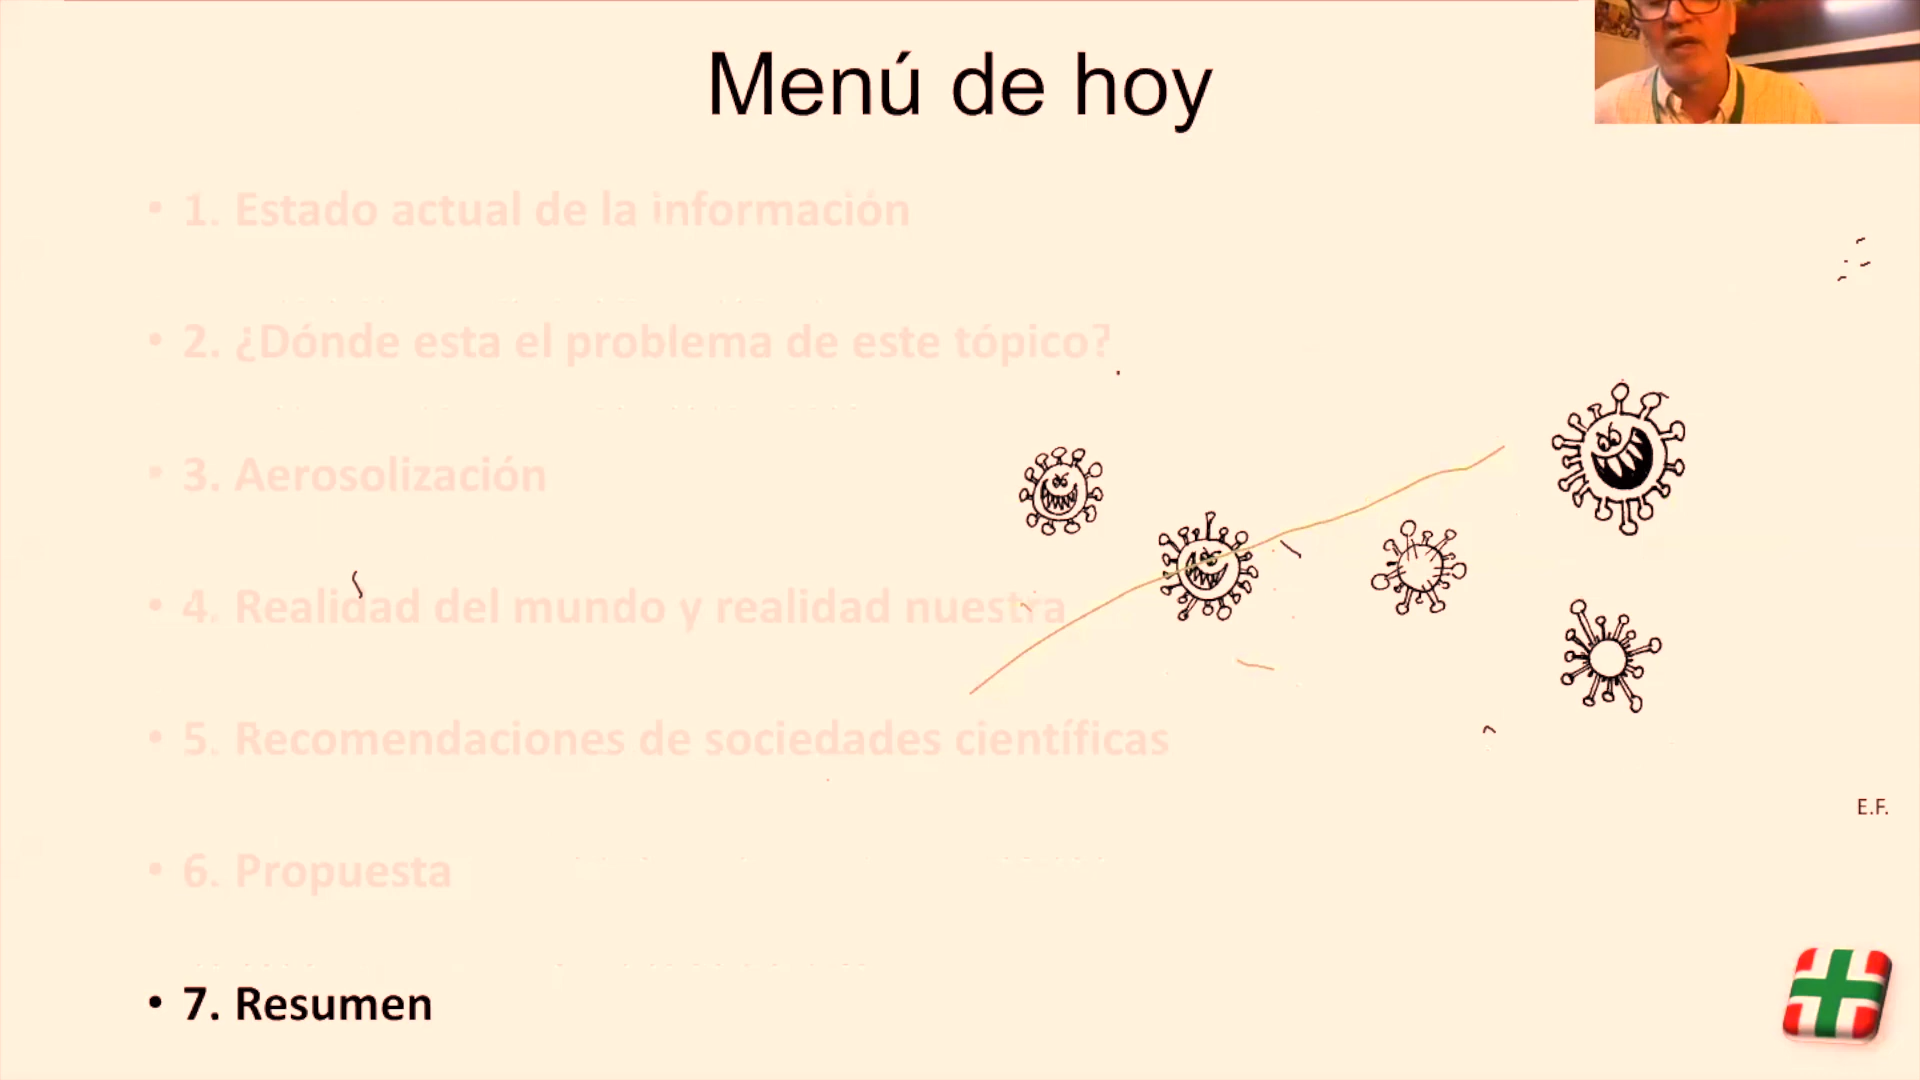 Menú de hoy
• 1. Estado actual de la información
• 2. ¿Dónde esta el problema de este tópico?
• 3. Aerosolización
• 4. Realidad del mundo y realidad nuestra
• 5. Recomendaciones de sociedades científicas
E.F.
• 6. Propuesta
• 7. Resumen